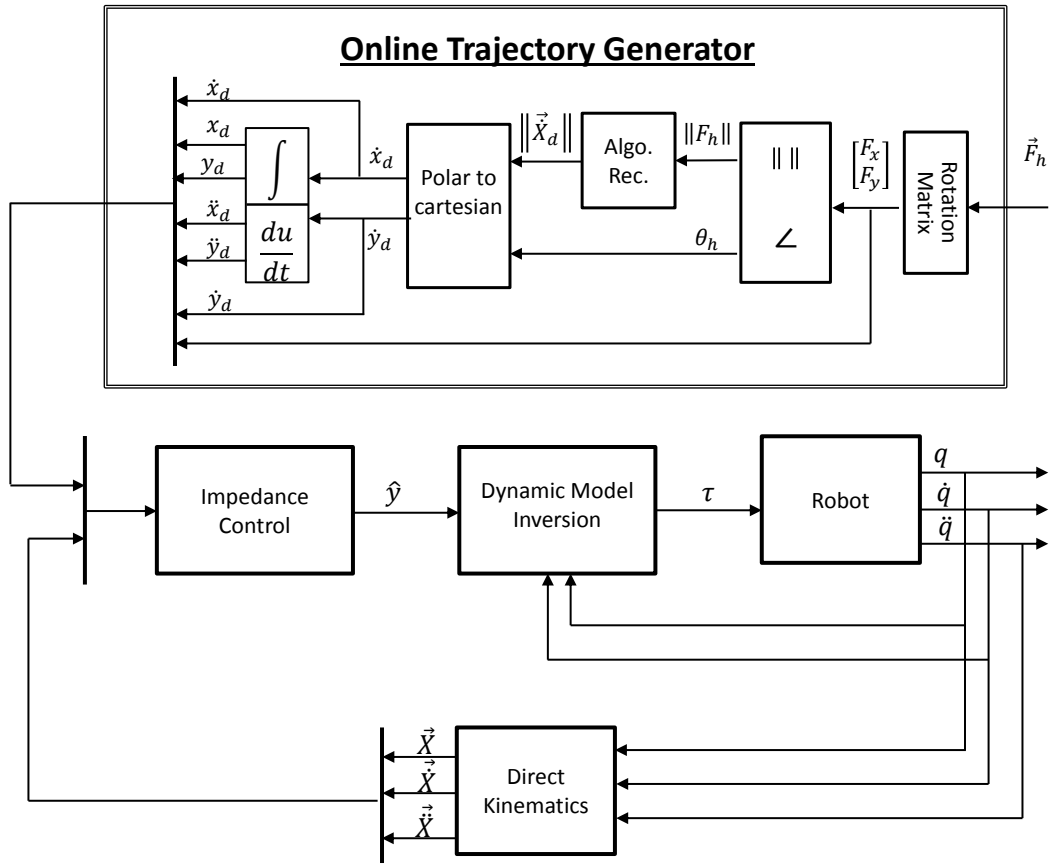 Online Trajectory Generator
ẋ_d
x_d
y_d
ẍ_d
ÿ_d
ẏ_d
∫
du/dt
ẋ_d
ẏ_d
Polar to
cartesian
‖Ẋ⃗_d‖
Algo.
Rec.
‖F_h‖
θ_h
‖ ‖
∠
[F_x
F_y]
Rotation
Matrix
F⃗_h
Impedance
Control
ŷ
Dynamic Model
Inversion
τ
Robot
q
q̇
q̈
X⃗
Ẋ⃗
Ẍ⃗
Direct
Kinematics